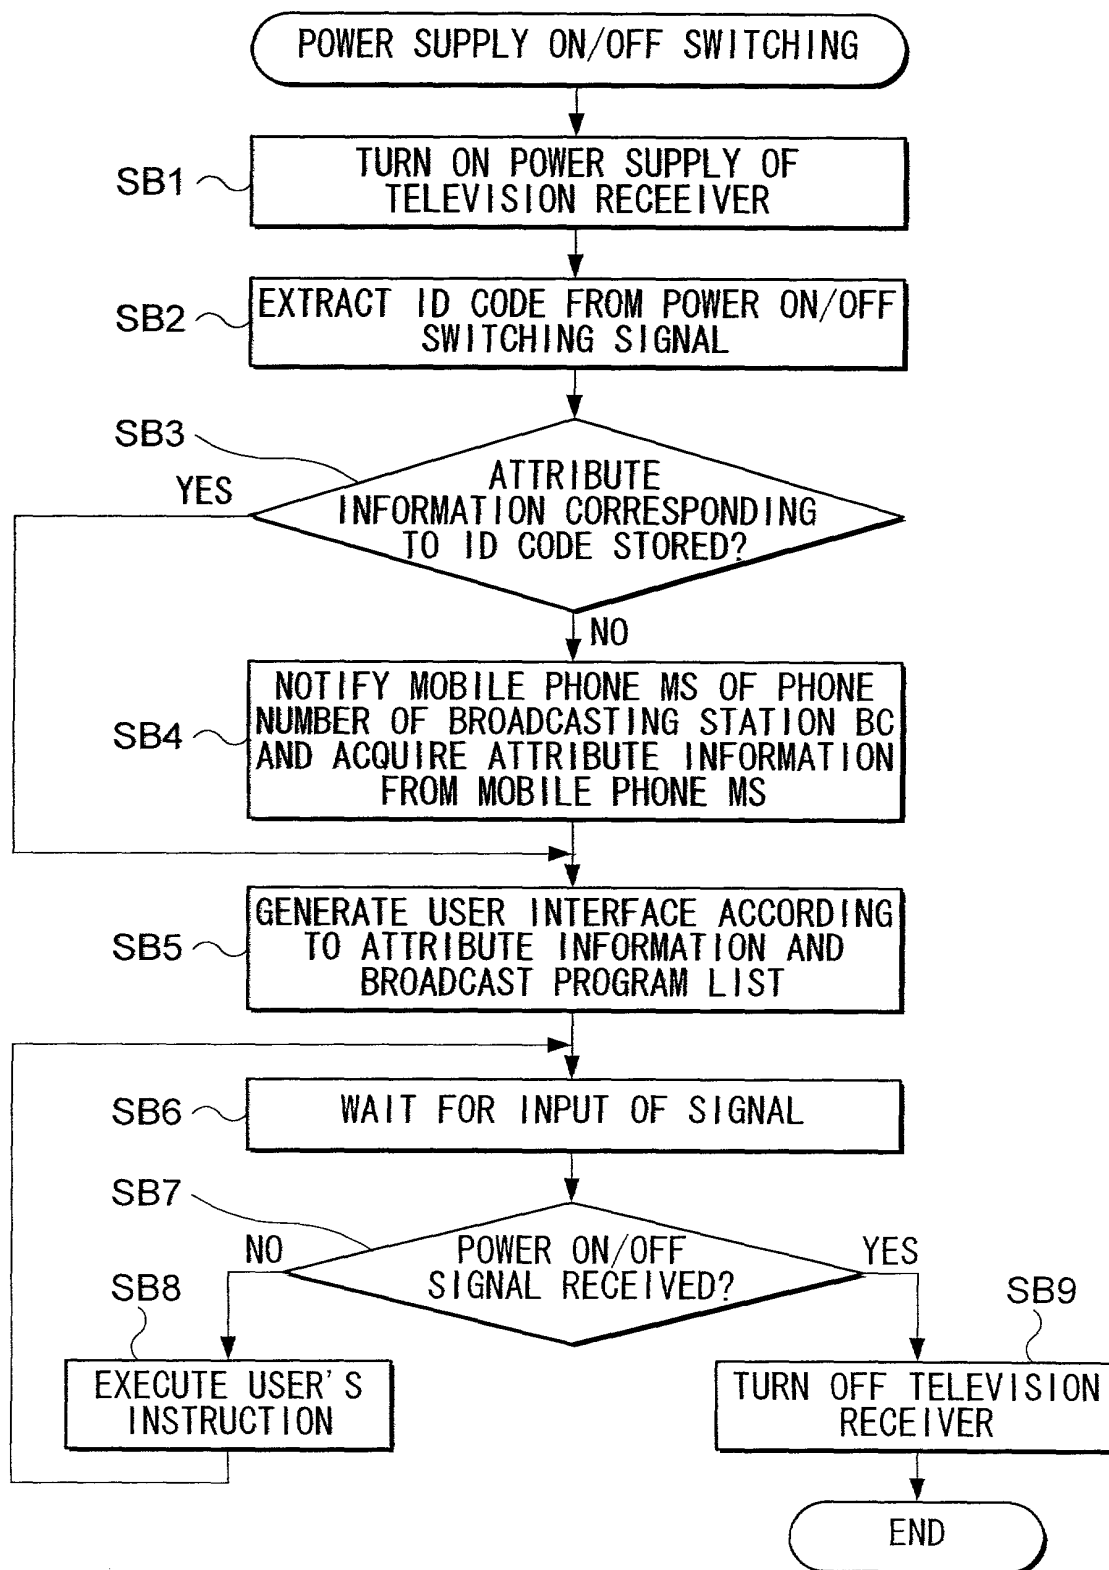 POWER SUPPLY ON/OFF SWITCHING
SB1
TURN ON POWER SUPPLY OF
TELEVISION RECEEIVER
SB2
EXTRACT ID CODE FROM POWER ON/OFF
SWITCHING SIGNAL
SB3
YES
ATTRIBUTE
INFORMATION CORRESPONDING
TO ID CODE STORED?
NO
SB4
NOTIFY MOBILE PHONE MS OF PHONE
NUMBER OF BROADCASTING STATION BC
AND ACQUIRE ATTRIBUTE INFORMATION
FROM MOBILE PHONE MS
SB5
GENERATE USER INTERFACE ACCORDING
TO ATTRIBUTE INFORMATION AND
BROADCAST PROGRAM LIST
SB6
WAIT FOR INPUT OF SIGNAL
SB7
NO
POWER ON/OFF
SIGNAL RECEIVED?
YES
SB8
EXECUTE USER'S
INSTRUCTION
SB9
TURN OFF TELEVISION
RECEIVER
END